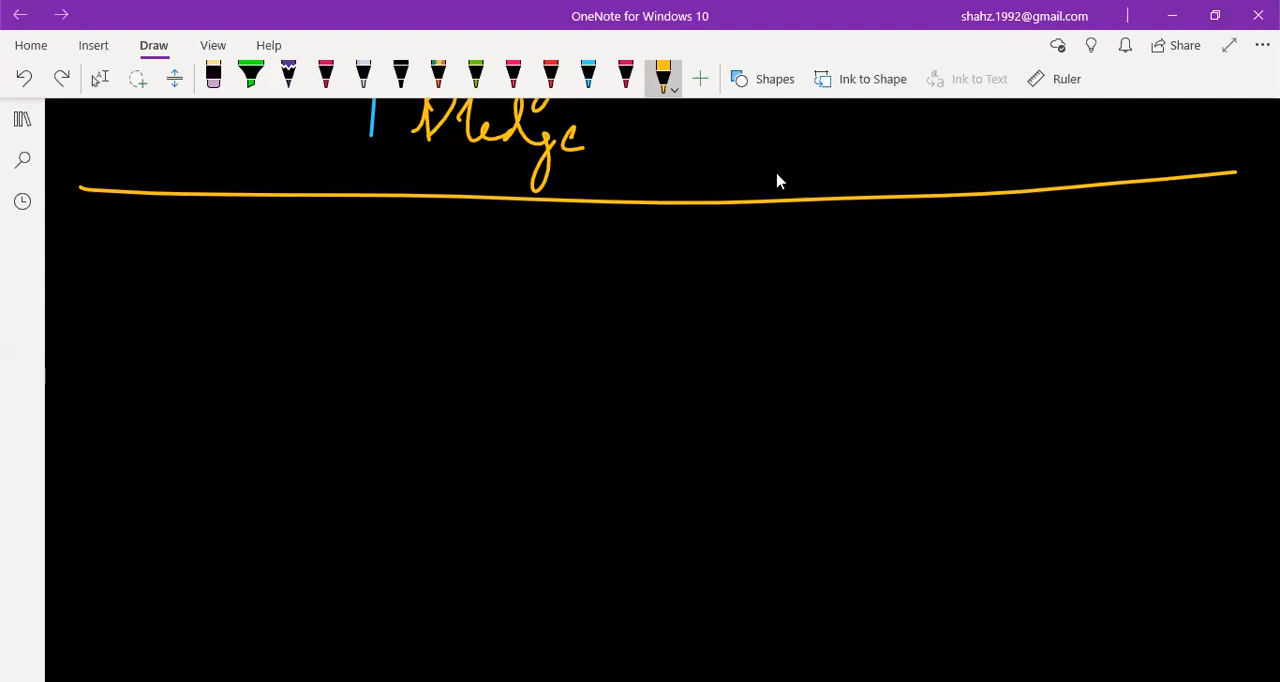 OneNote for Windows 10
shahz.1992@gmail.com
Home Insert Draw View Help Share
Shapes Ink to Shape Ink to Text Ruler